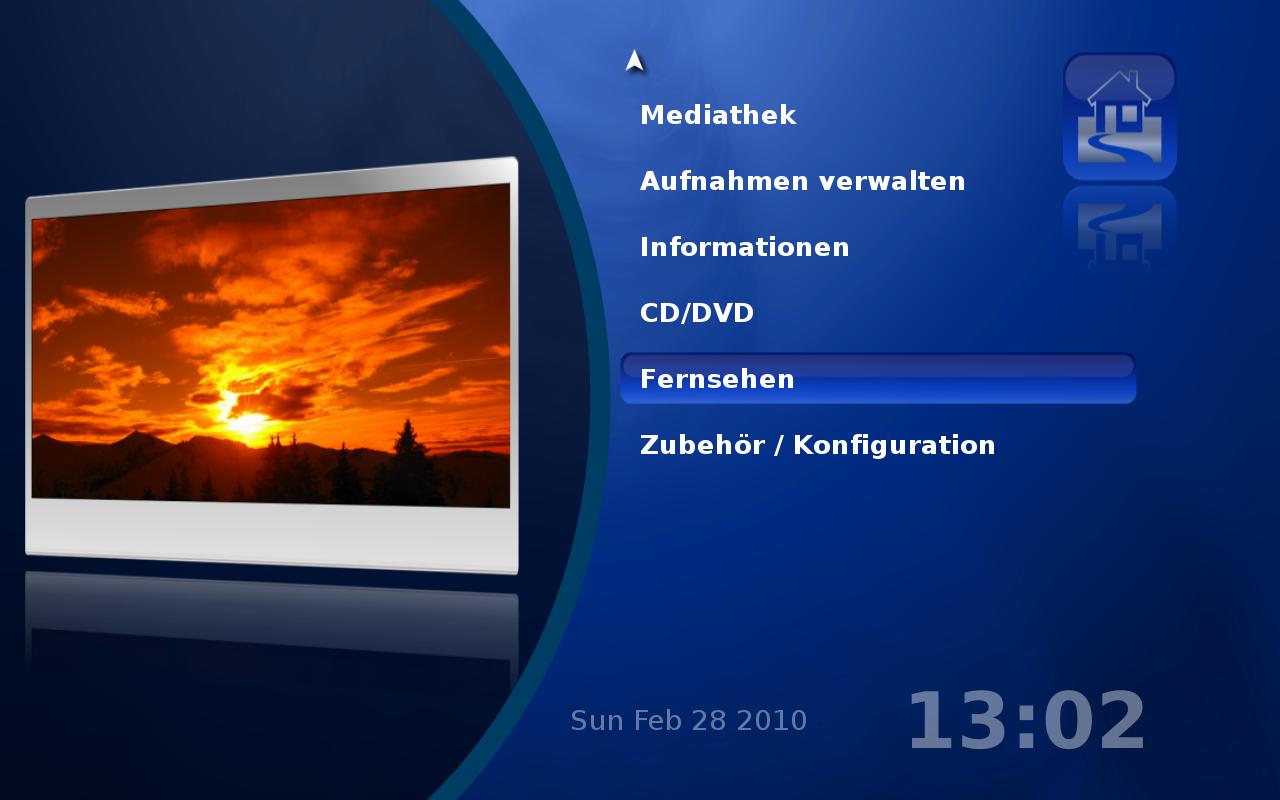 Mediathek
Aufnahmen verwalten
Informationen
CD/DVD
Fernsehen
Zubehör / Konfiguration
Sun Feb 28 2010
13:02